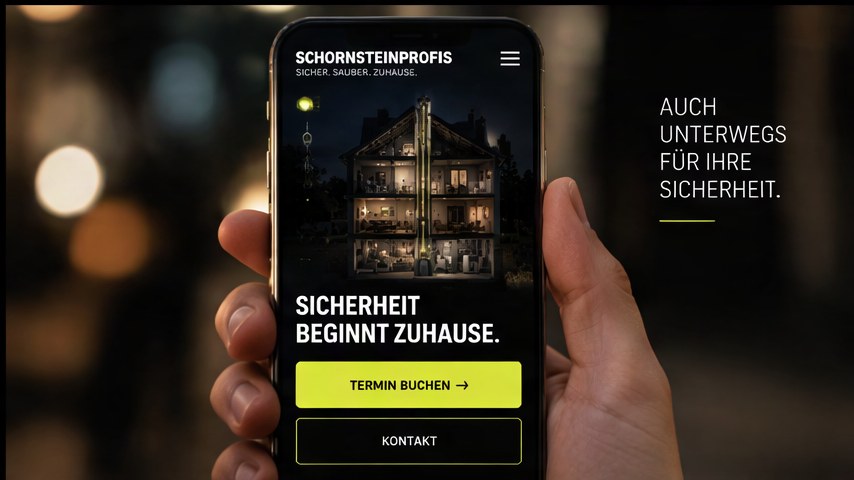 SCHORNSTEINPROFIS
SICHER. SAUBER. ZUHAUSE.
SICHERHEIT
BEGINNT ZUHAUSE.
TERMIN BUCHEN →
KONTAKT
AUCH
UNTERWEGS
FÜR IHRE
SICHERHEIT.